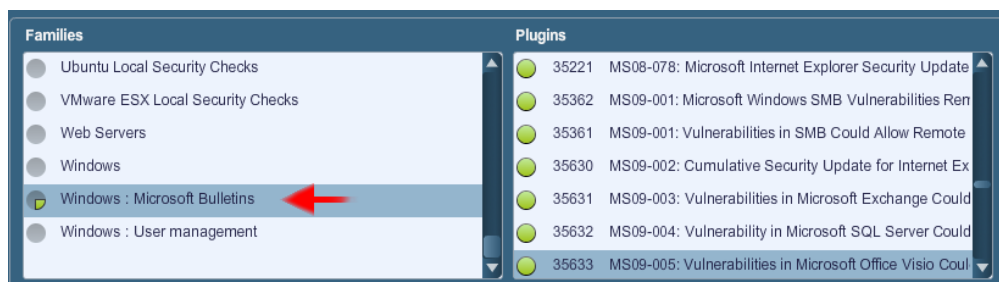 Families
Ubuntu Local Security Checks
VMware ESX Local Security Checks
Web Servers
Windows
Windows : Microsoft Bulletins
Windows : User management
Plugins
35221 MS08-078: Microsoft Internet Explorer Security Update
35362 MS09-001: Microsoft Windows SMB Vulnerabilities Rem
35361 MS09-001: Vulnerabilities in SMB Could Allow Remote
35630 MS09-002: Cumulative Security Update for Internet Ex
35631 MS09-003: Vulnerabilities in Microsoft Exchange Could
35632 MS09-004: Vulnerability in Microsoft SQL Server Could
35633 MS09-005: Vulnerabilities in Microsoft Office Visio Coul